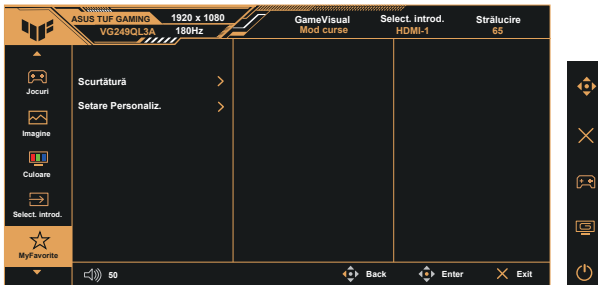 ASUS TUF GAMING 1920 x 1080
VG249QL3A 180Hz
GameVisual
Mod curse
Select. introd.
HDMI-1
Strălucire
65
Jocuri
Imagine
Culoare
Select. introd.
MyFavorite
Scurtătură
Setare Personaliz.
50
Back
Enter
Exit